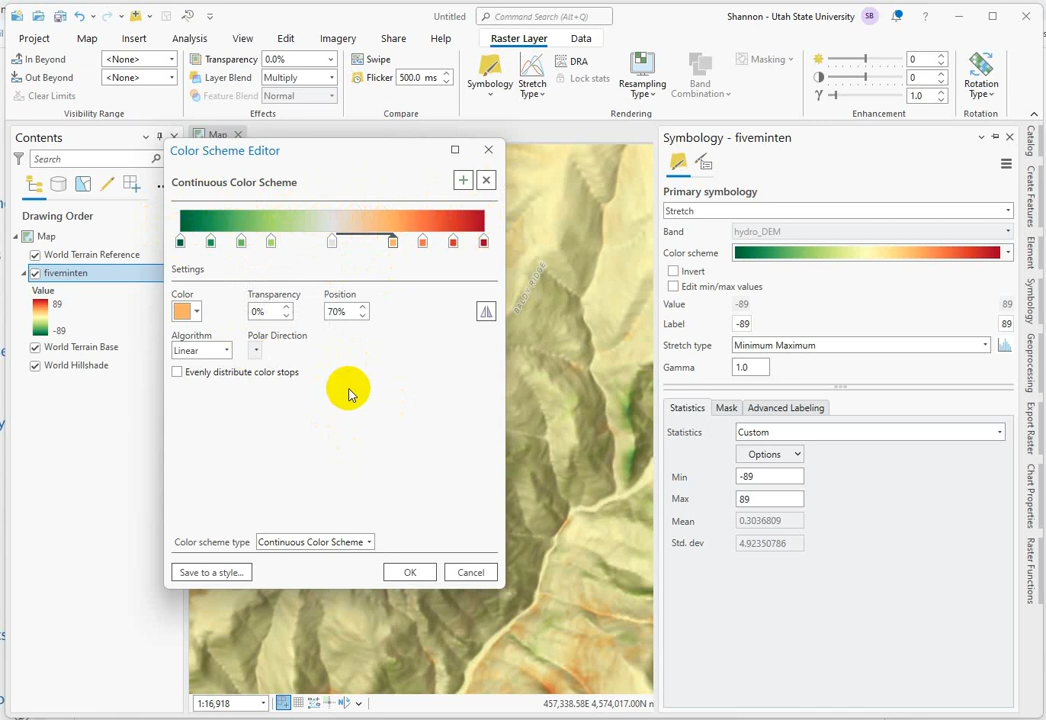 Untitled
Command Search (Alt+Q)
Shannon - Utah State University
SB
?
Project
Map
Insert
Analysis
View
Edit
Imagery
Share
Help
Raster Layer
Data
In Beyond
<None>
Out Beyond
<None>
Clear Limits
Visibility Range
Transparency
0.0%
Layer Blend
Multiply
Feature Blend
Normal
Effects
Swipe
Flicker
500.0 ms
Compare
Symbology
Stretch
Type
DRA
Lock stats
Resampling
Type
Band
Combination
Rendering
Masking
0
0
γ
1.0
Enhancement
Rotation
Type
Rotation
Contents
Search
Drawing Order
Map
World Terrain Reference
fiveminten
Value
89
-89
World Terrain Base
World Hillshade
Map
Color Scheme Editor
Continuous Color Scheme
Settings
Color
Transparency
Position
0%
70%
Algorithm
Polar Direction
Linear
Evenly distribute color stops
Color scheme type
Continuous Color Scheme
Save to a style...
OK
Cancel
1:16,918
457,338.58E 4,574,017.00N m
Symbology - fiveminten
Primary symbology
Stretch
Band
hydro_DEM
Color scheme
Invert
Edit min/max values
Value
-89
89
Label
-89
89
Stretch type
Minimum Maximum
Gamma
1.0
Statistics
Mask
Advanced Labeling
Statistics
Custom
Options
Min
-89
Max
89
Mean
0.3036809
Std. dev
4.92350786
Catalog
Create Features
Element
Symbology
Geoprocessing
Export Raster
Chart Properties
Raster Functions